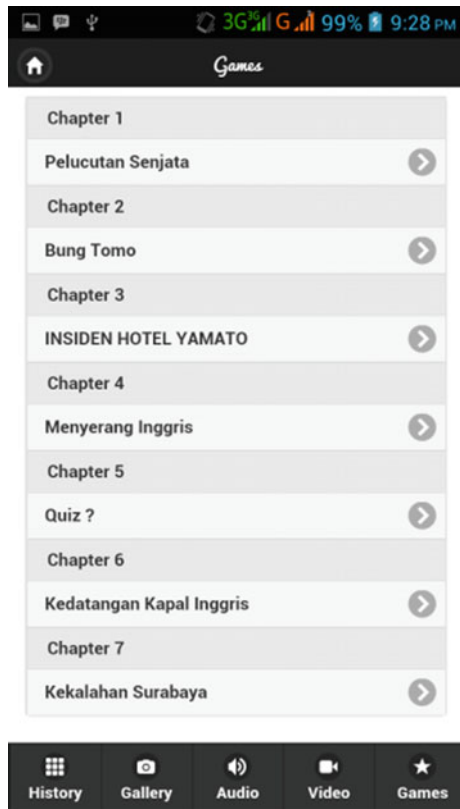 3G 3G G 99% 9:28 PM
Games
Chapter 1
Pelucutan Senjata
Chapter 2
Bung Tomo
Chapter 3
INSIDEN HOTEL YAMATO
Chapter 4
Menyerang Inggris
Chapter 5
Quiz ?
Chapter 6
Kedatangan Kapal Inggris
Chapter 7
Kekalahan Surabaya
History Gallery Audio Video Games